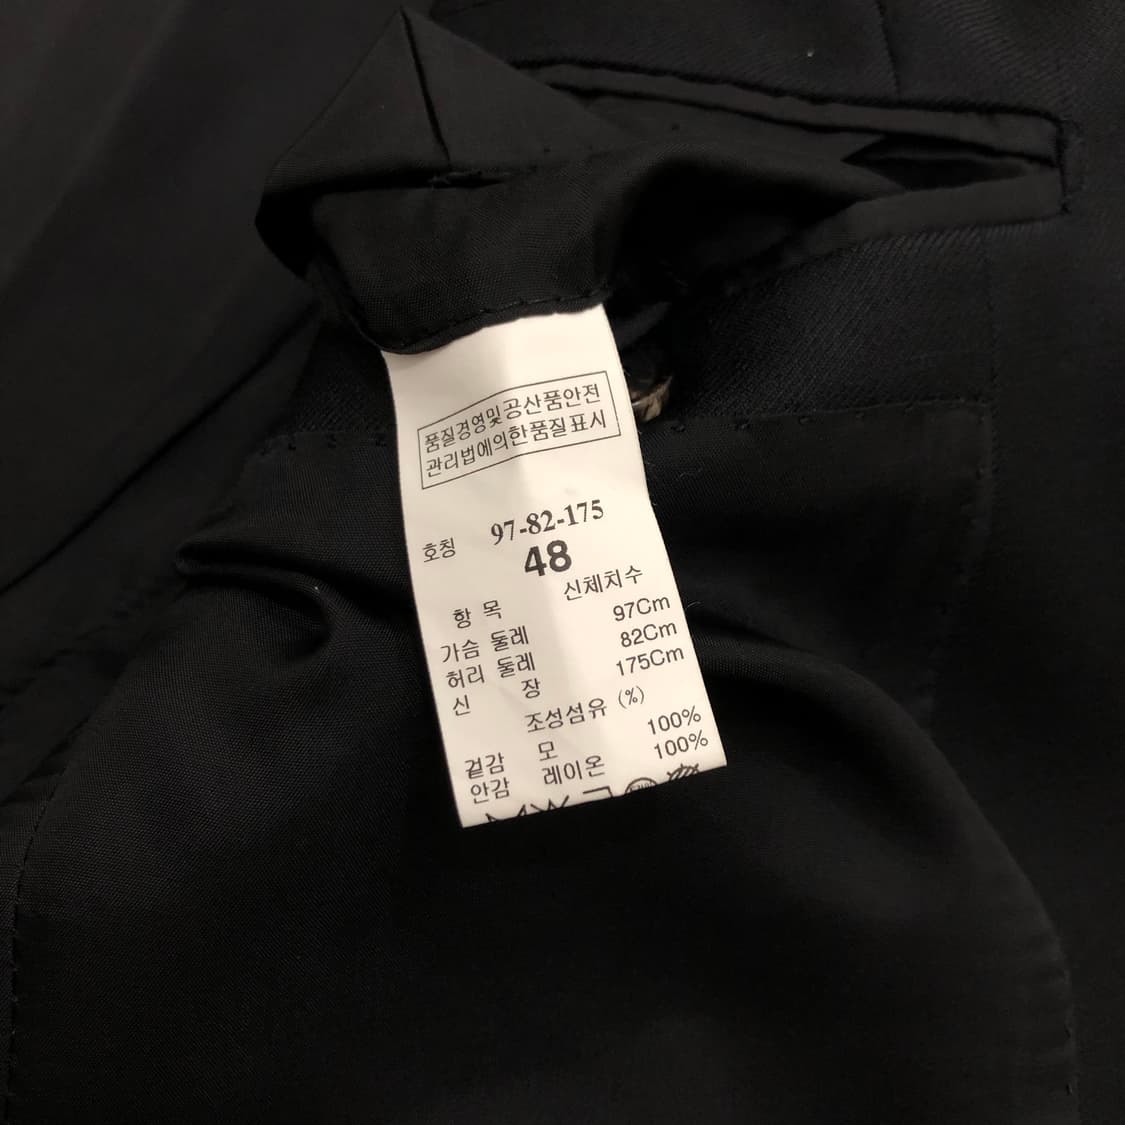 품질경영및공산품안전
관리법에의한품질표시
호칭 97-82-175
48
항 목 신체치수
가슴 둘레 97Cm
허리 둘레 82Cm
신 장 175Cm
조성섬유 (%)
겉감 모 100%
안감 레이온 100%